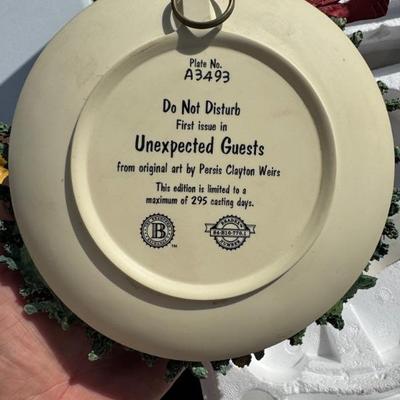 Plate No.
A3493
Do Not Disturb
First issue in
Unexpected Guests
from original art by Persis Clayton Weirs
This edition is limited to a
maximum of 295 casting days.
B
TM